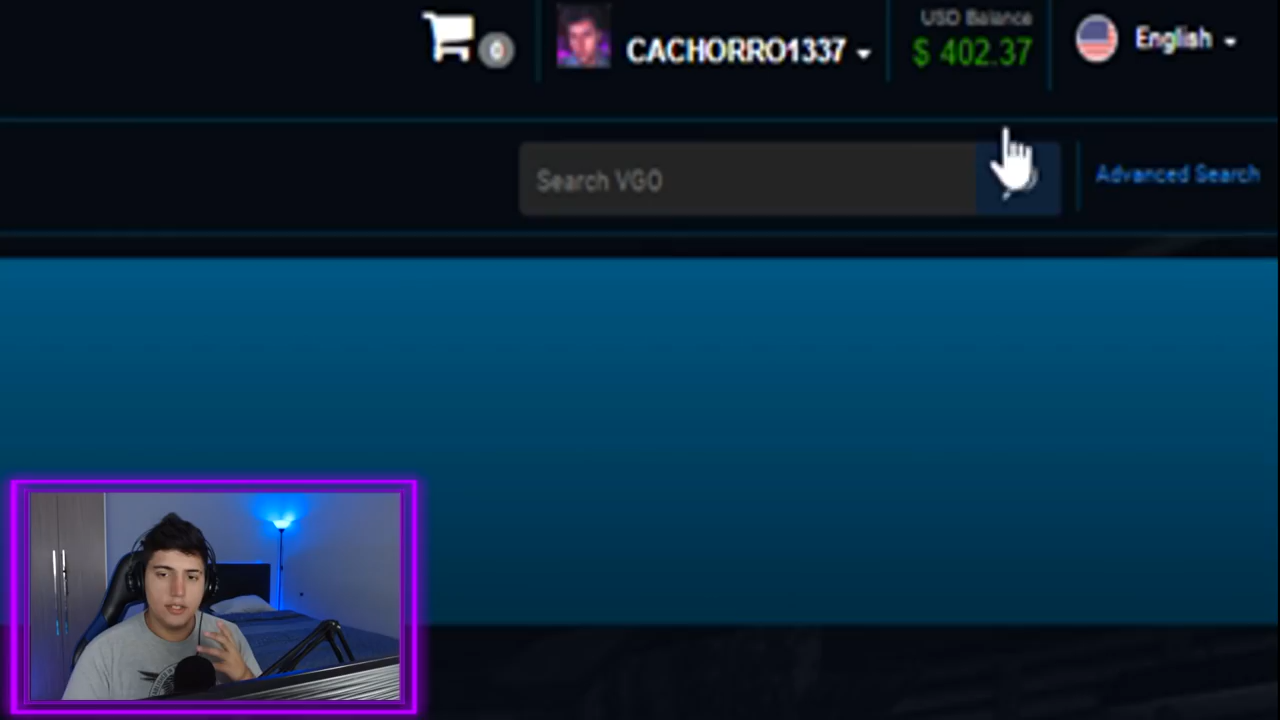 0
CACHORRO1337
USD Balance
$ 402.37
English
Search VGO
Advanced Search